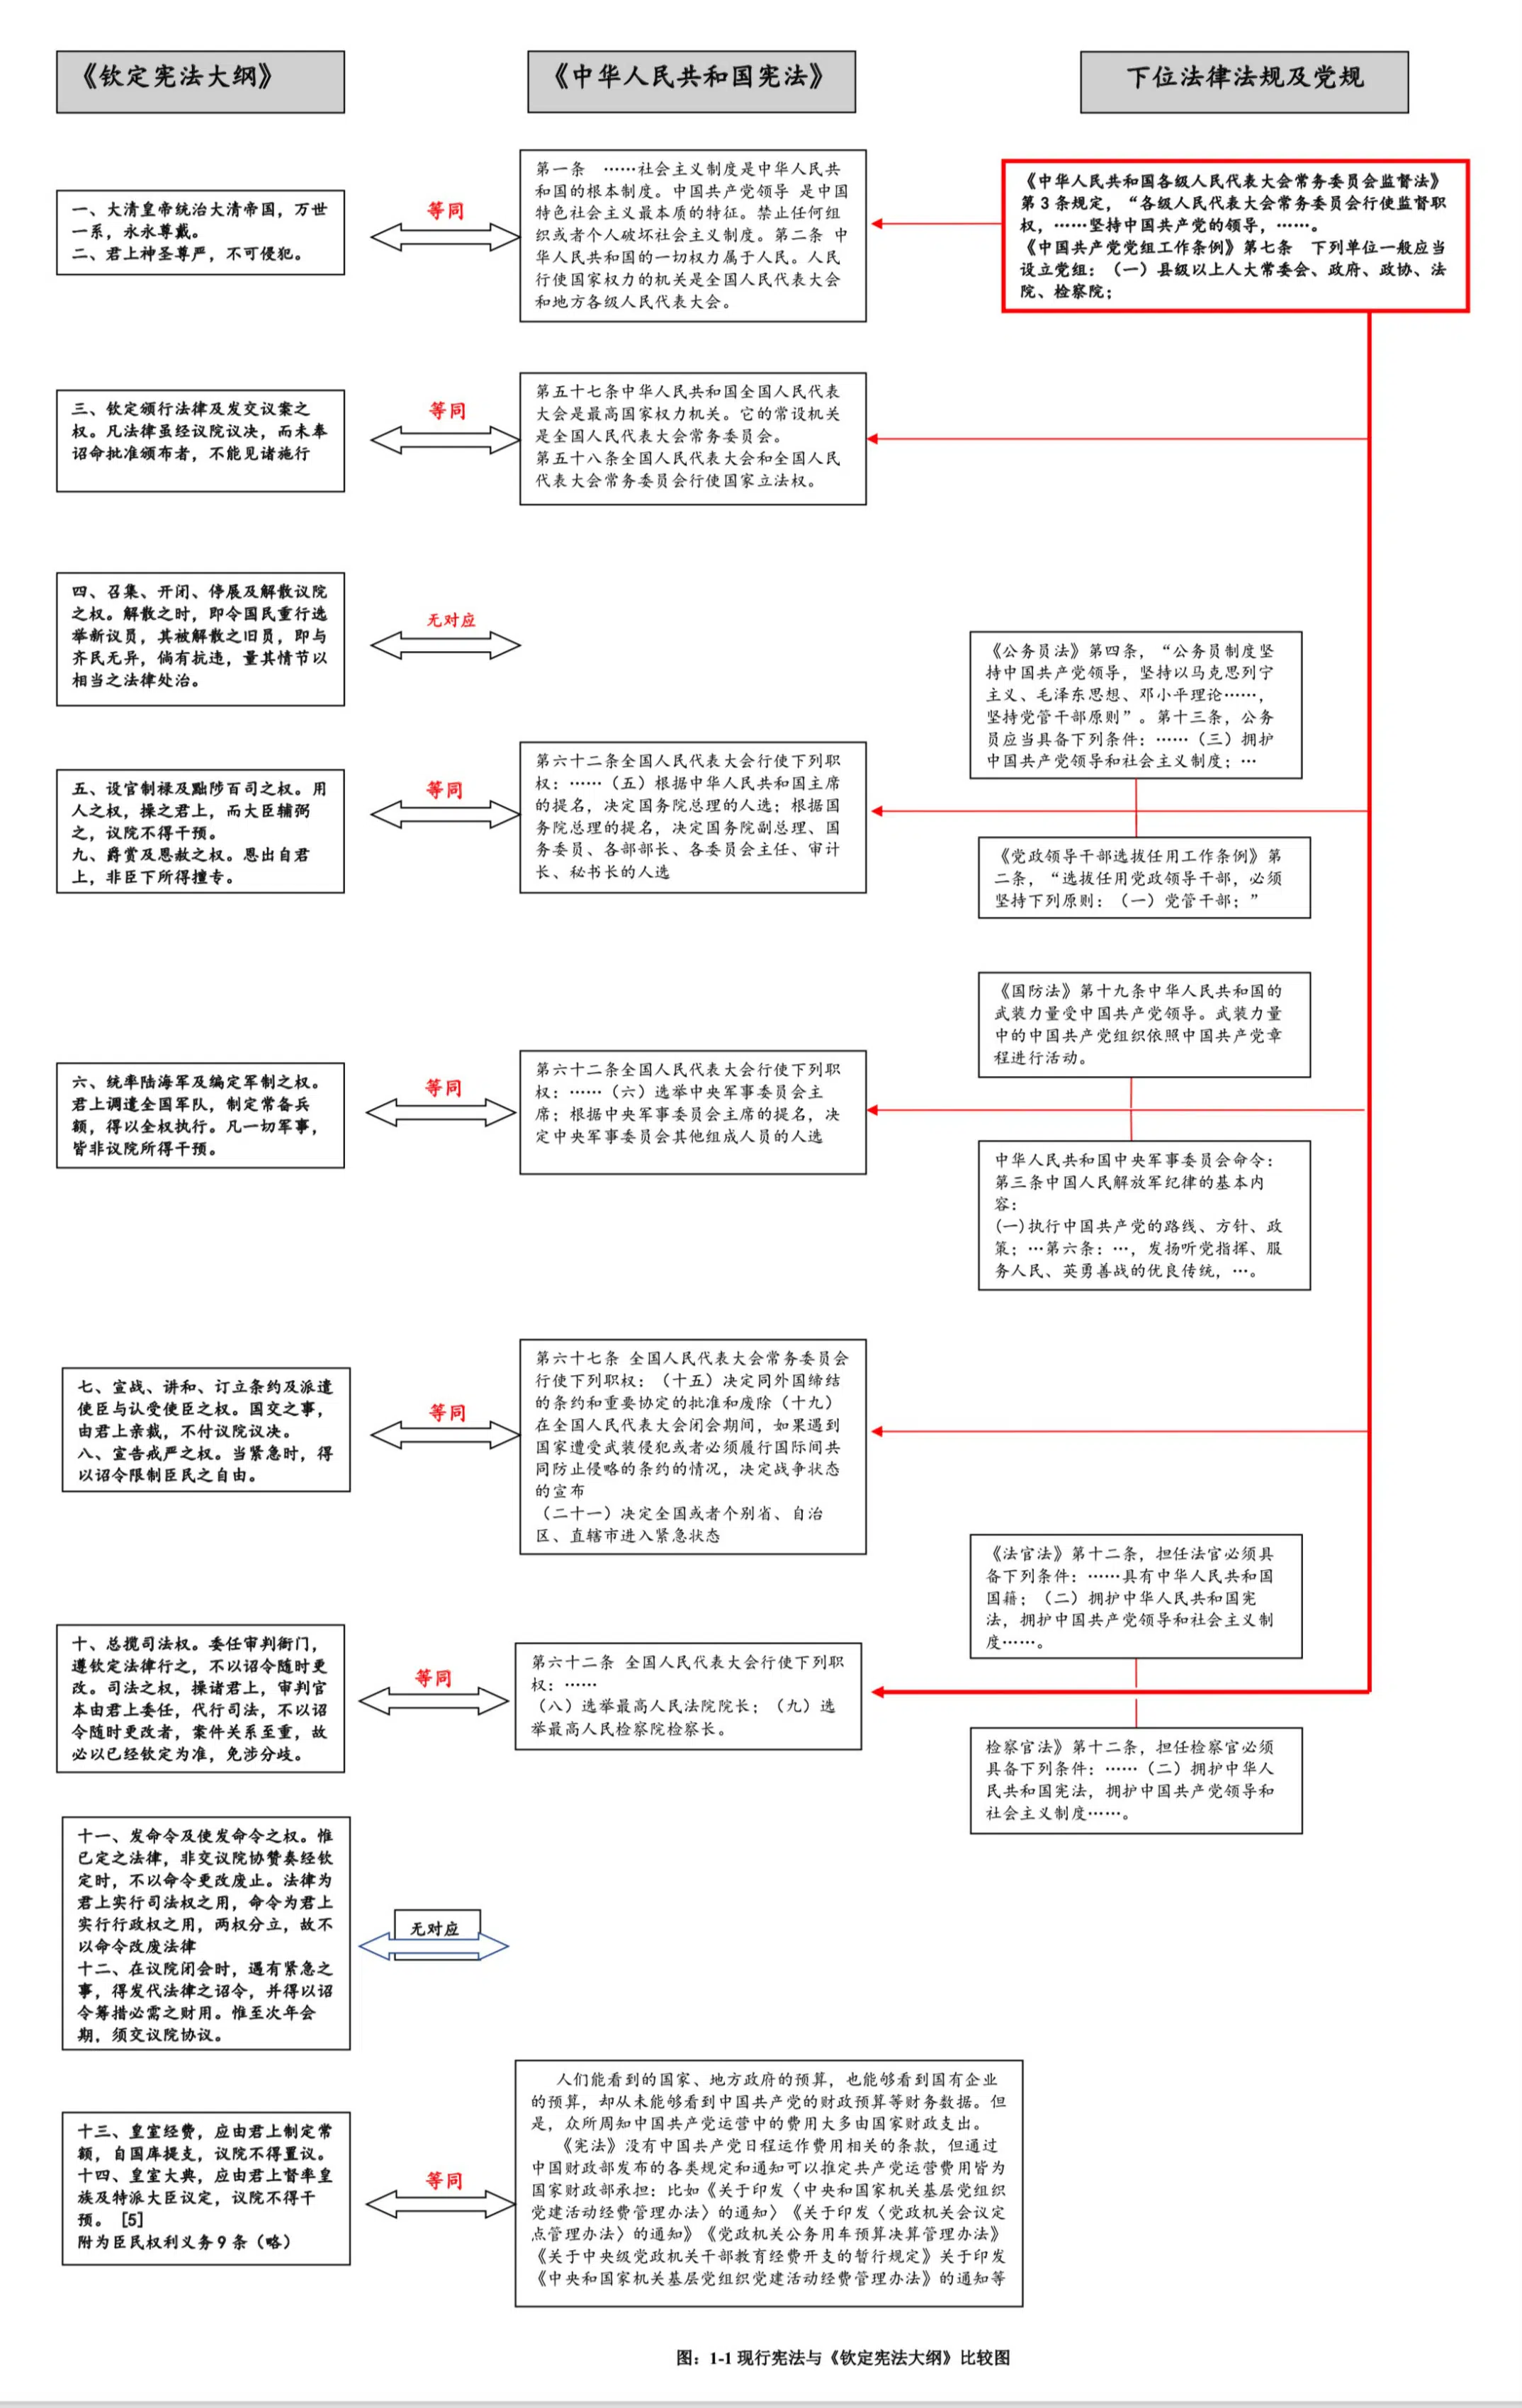 《钦定宪法大纲》
《中华人民共和国宪法》
下位法律法规及党规
一、大清皇帝统治大清帝国，万世
一系，永永尊戴。
二、君上神圣尊严，不可侵犯。
等同
第一条 ……社会主义制度是中华人民共
和国的根本制度。中国共产党领导 是中国
特色社会主义最本质的特征。禁止任何组
织或者个人破坏社会主义制度。第二条 中
华人民共和国的一切权力属于人民。人民
行使国家权力的机关是全国人民代表大会
和地方各级人民代表大会。
《中华人民共和国各级人民代表大会常务委员会监督法》
第 3 条规定，“各级人民代表大会常务委员会行使监督职
权，……坚持中国共产党的领导，……。
《中国共产党党组工作条例》第七条 下列单位一般应当
设立党组：（一）县级以上人大常委会、政府、政协、法
院、检察院；
三、钦定颁行法律及发交议案之
权。凡法律虽经议院议决，而未奉
诏命批准颁布者，不能见诸施行
等同
第五十七条中华人民共和国全国人民代表
大会是最高国家权力机关。它的常设机关
是全国人民代表大会常务委员会。
第五十八条全国人民代表大会和全国人民
代表大会常务委员会行使国家立法权。
四、召集、开闭、停展及解散议院
之权。解散之时，即令国民重行选
举新议员，其被解散之旧员，即与
齐民无异，倘有抗违，量其情节以
相当之法律处治。
无对应
《公务员法》第四条，“公务员制度坚
持中国共产党领导，坚持以马克思列宁
主义、毛泽东思想、邓小平理论……，
坚持党管干部原则”。第十三条，公务
员应当具备下列条件：……（三）拥护
中国共产党领导和社会主义制度；…
五、设官制禄及黜陟百司之权。用
人之权，操之君上，而大臣辅弼
之，议院不得干预。
九、爵赏及恩赦之权。恩出自君
上，非臣下所得擅专。
等同
第六十二条全国人民代表大会行使下列职
权：……（五）根据中华人民共和国主席
的提名，决定国务院总理的人选；根据国
务院总理的提名，决定国务院副总理、国
务委员、各部部长、各委员会主任、审计
长、秘书长的人选
《党政领导干部选拔任用工作条例》第
二条，“选拔任用党政领导干部，必须
坚持下列原则：（一）党管干部；”
《国防法》第十九条中华人民共和国的
武装力量受中国共产党领导。武装力量
中的中国共产党组织依照中国共产党章
程进行活动。
六、统率陆海军及编定军制之权。
君上调遣全国军队，制定常备兵
额，得以全权执行。凡一切军事，
皆非议院所得干预。
等同
第六十二条全国人民代表大会行使下列职
权：……（六）选举中央军事委员会主
席；根据中央军事委员会主席的提名，决
定中央军事委员会其他组成人员的人选
中华人民共和国中央军事委员会命令：
第三条中国人民解放军纪律的基本内
容：
(一)执行中国共产党的路线、方针、政
策；…第六条：…，发扬听党指挥、服
务人民、英勇善战的优良传统，…。
七、宣战、讲和、订立条约及派遣
使臣与认受使臣之权。国交之事，
由君上亲裁，不付议院议决。
八、宣告戒严之权。当紧急时，得
以诏令限制臣民之自由。
等同
第六十七条 全国人民代表大会常务委员会
行使下列职权：（十五）决定同外国缔结
的条约和重要协定的批准和废除（十九）
在全国人民代表大会闭会期间，如果遇到
国家遭受武装侵犯或者必须履行国际间共
同防止侵略的条约的情况，决定战争状态
的宣布
（二十一）决定全国或者个别省、自治
区、直辖市进入紧急状态
《法官法》第十二条，担任法官必须具
备下列条件：……具有中华人民共和国
国籍；（二）拥护中华人民共和国宪
法，拥护中国共产党领导和社会主义制
度……。
十、总揽司法权。委任审判衙门，
遵钦定法律行之，不以诏令随时更
改。司法之权，操诸君上，审判官
本由君上委任，代行司法，不以诏
令随时更改者，案件关系至重，故
必以已经钦定为准，免涉分歧。
等同
第六十二条 全国人民代表大会行使下列职
权：……
（八）选举最高人民法院院长；（九）选
举最高人民检察院检察长。
检察官法》第十二条，担任检察官必须
具备下列条件：……（二）拥护中华人
民共和国宪法，拥护中国共产党领导和
社会主义制度……。
十一、发命令及使发命令之权。惟
已定之法律，非交议院协赞奏经钦
定时，不以命令更改废止。法律为
君上实行司法权之用，命令为君上
实行行政权之用，两权分立，故不
以命令改废法律
十二、在议院闭会时，遇有紧急之
事，得发代法律之诏令，并得以诏
令筹措必需之财用。惟至次年会
期，须交议院协议。
无对应
十三、皇室经费，应由君上制定常
额，自国库提支，议院不得置议。
十四、皇室大典，应由君上督率皇
族及特派大臣议定，议院不得干
预。 [5]
附为臣民权利义务 9 条（略）
等同
人们能看到的国家、地方政府的预算，也能够看到国有企业
的预算，却从未能够看到中国共产党的财政预算等财务数据。但
是，众所周知中国共产党运营中的费用大多由国家财政支出。
《宪法》没有中国共产党日程运作费用相关的条款，但通过
中国财政部发布的各类规定和通知可以推定共产党运营费用皆为
国家财政部承担：比如《关于印发〈中央和国家机关基层党组织
党建活动经费管理办法〉的通知〉《关于印发〈党政机关会议定
点管理办法〉的通知》《党政机关公务用车预算决算管理办法》
《关于中央级党政机关干部教育经费开支的暂行规定》关于印发
《中央和国家机关基层党组织党建活动经费管理办法》的通知等
图：1-1 现行宪法与《钦定宪法大纲》比较图